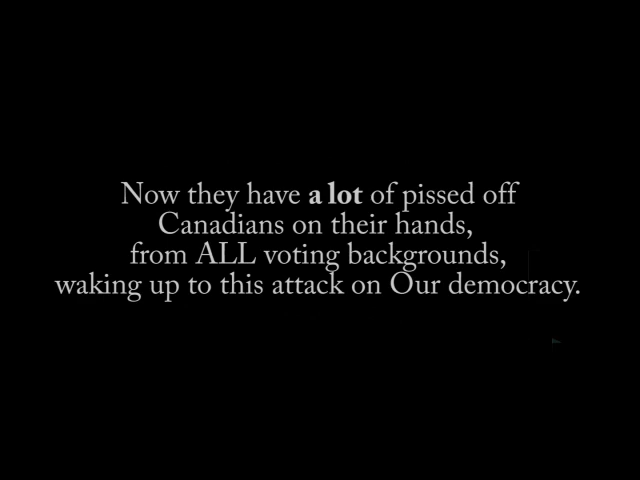 Now they have a lot of pissed off
Canadians on their hands,
from ALL voting backgrounds,
waking up to this attack on Our democracy.